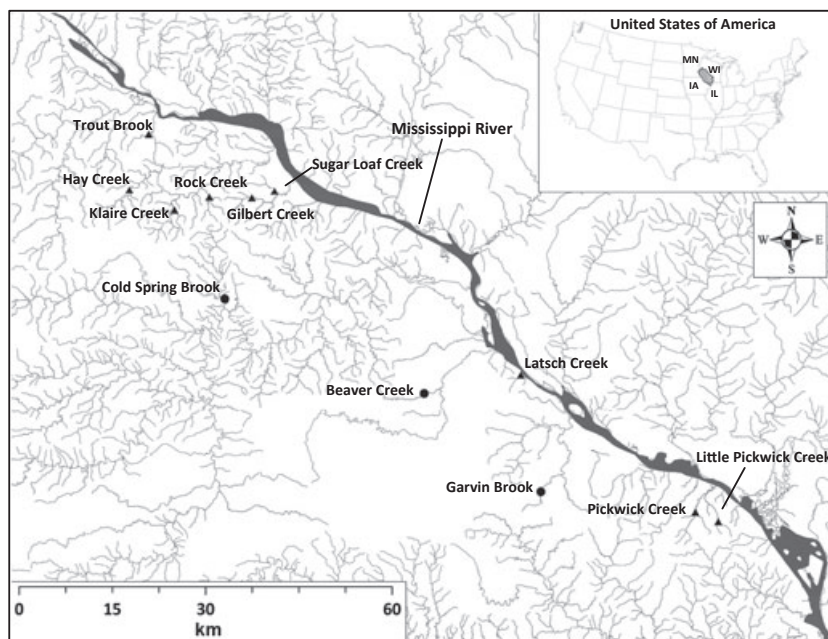 United States of America
MN
WI
IA
IL
Trout Brook
Mississippi River
Sugar Loaf Creek
Hay Creek
Rock Creek
Klaire Creek
Gilbert Creek
N
W E
S
Cold Spring Brook
Latsch Creek
Beaver Creek
Little Pickwick Creek
Garvin Brook
Pickwick Creek
0 15 30 60
km